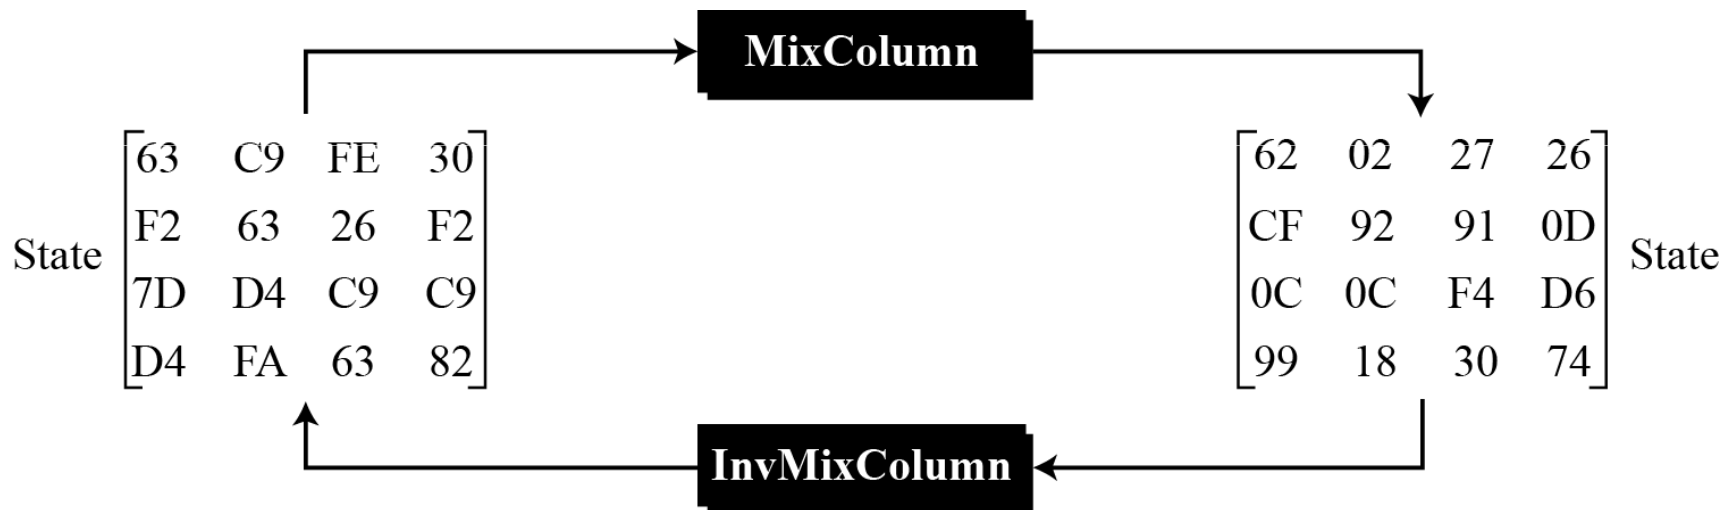 MixColumn
63 C9 FE 30 62 02 27 26
F2 63 26 F2 CF 92 91 0D
State State
7D D4 C9 C9 0C 0C F4 D6
D4 FA 63 82 99 18 30 74
InvMixColumn